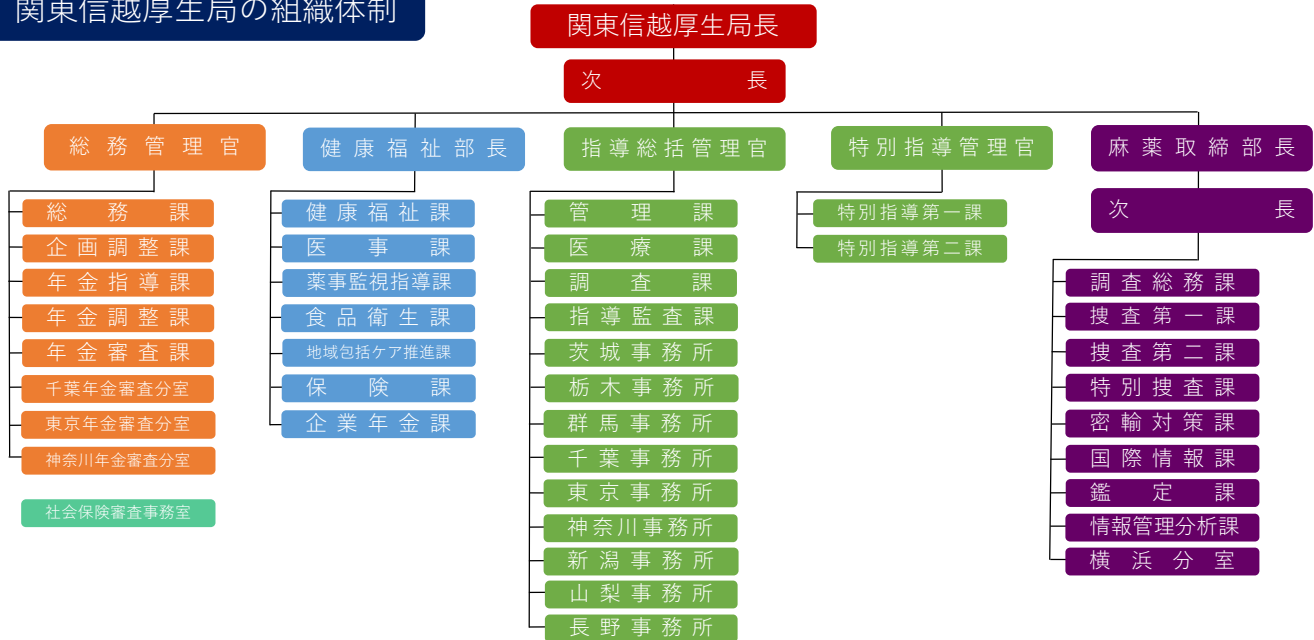 関東信越厚生局の組織体制
関東信越厚生局長
次長
総務管理官
総務課
企画調整課
年金指導課
年金調整課
年金審査課
千葉年金審査分室
東京年金審査分室
神奈川年金審査分室
社会保険審査事務室
健康福祉部長
健康福祉課
医事課
薬事監視指導課
食品衛生課
地域包括ケア推進課
保険課
企業年金課
指導総括管理官
管理課
医療課
調査課
指導監査課
茨城事務所
栃木事務所
群馬事務所
千葉事務所
東京事務所
神奈川事務所
新潟事務所
山梨事務所
長野事務所
特別指導管理官
特別指導第一課
特別指導第二課
麻薬取締部長
次長
調査総務課
捜査第一課
捜査第二課
特別捜査課
密輸対策課
国際情報課
鑑定課
情報管理分析課
横浜分室